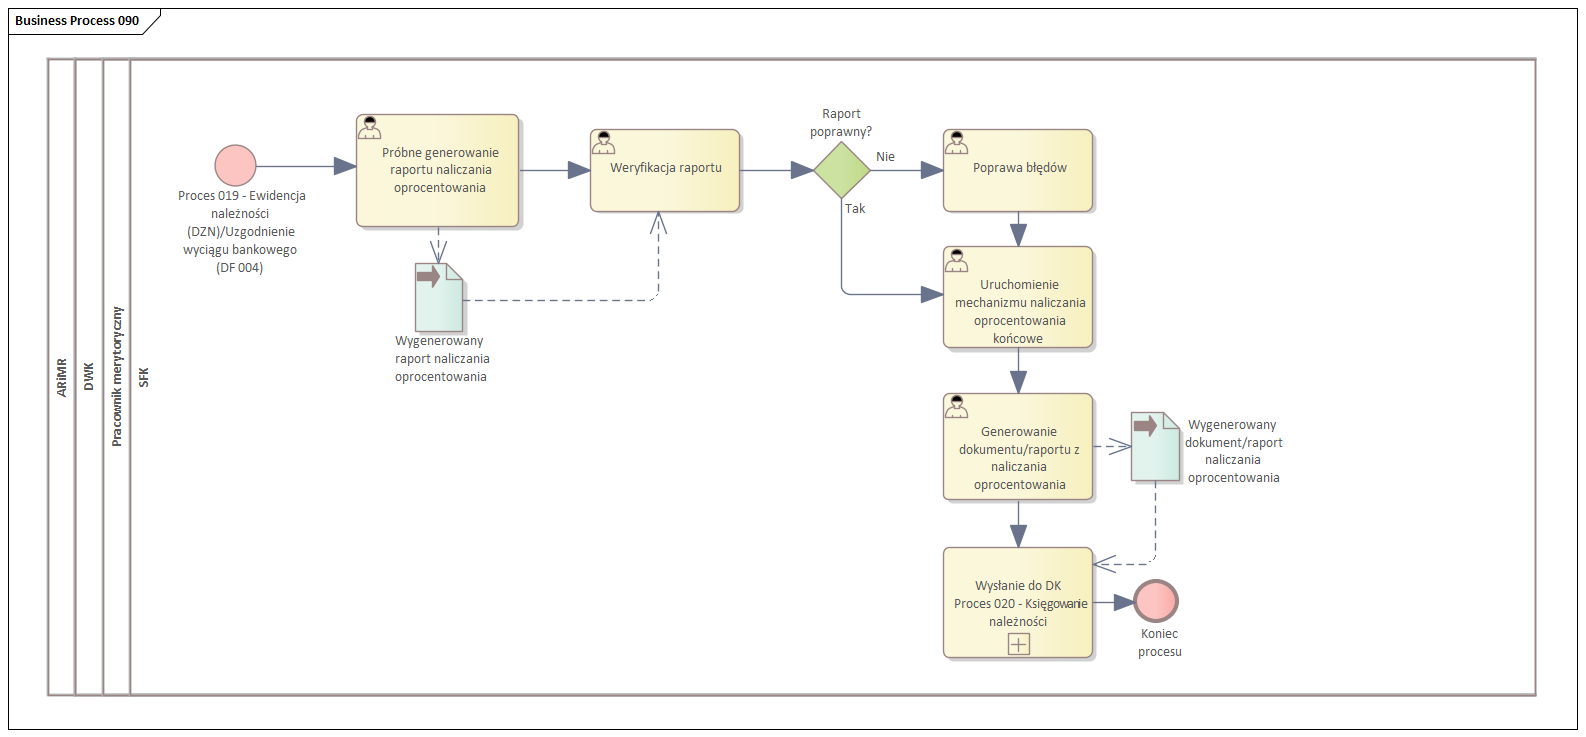 Business Process 090
ARiMR
DWK
Pracownik merytoryczny
SFK
Proces 019 - Ewidencja
należności
(DZN)/Uzgodnienie
wyciągu bankowego
(DF 004)
Próbne generowanie
raportu naliczania
oprocentowania
Wygenerowany
raport naliczania
oprocentowania
Weryfikacja raportu
Raport
poprawny?
Nie
Tak
Poprawa błędów
Uruchomienie
mechanizmu naliczania
oprocentowania
końcowe
Generowanie
dokumentu/raportu z
naliczania
oprocentowania
Wygenerowany
dokument/raport
naliczania
oprocentowania
Wysłanie do DK
Proces 020 - Księgowanie
należności
Koniec
procesu